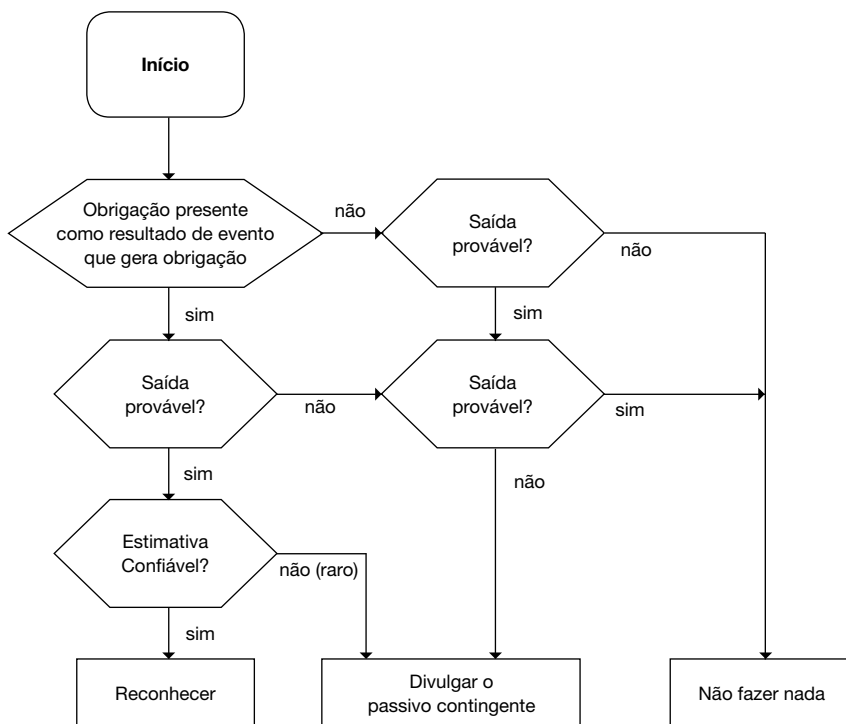 Início
Obrigação presente
como resultado de evento
que gera obrigação
não
Saída
provável?
não
sim
sim
Saída
provável?
não
Saída
provável?
sim
sim
não
Estimativa
Confiável?
não (raro)
sim
Reconhecer
Divulgar o
passivo contingente
Não fazer nada